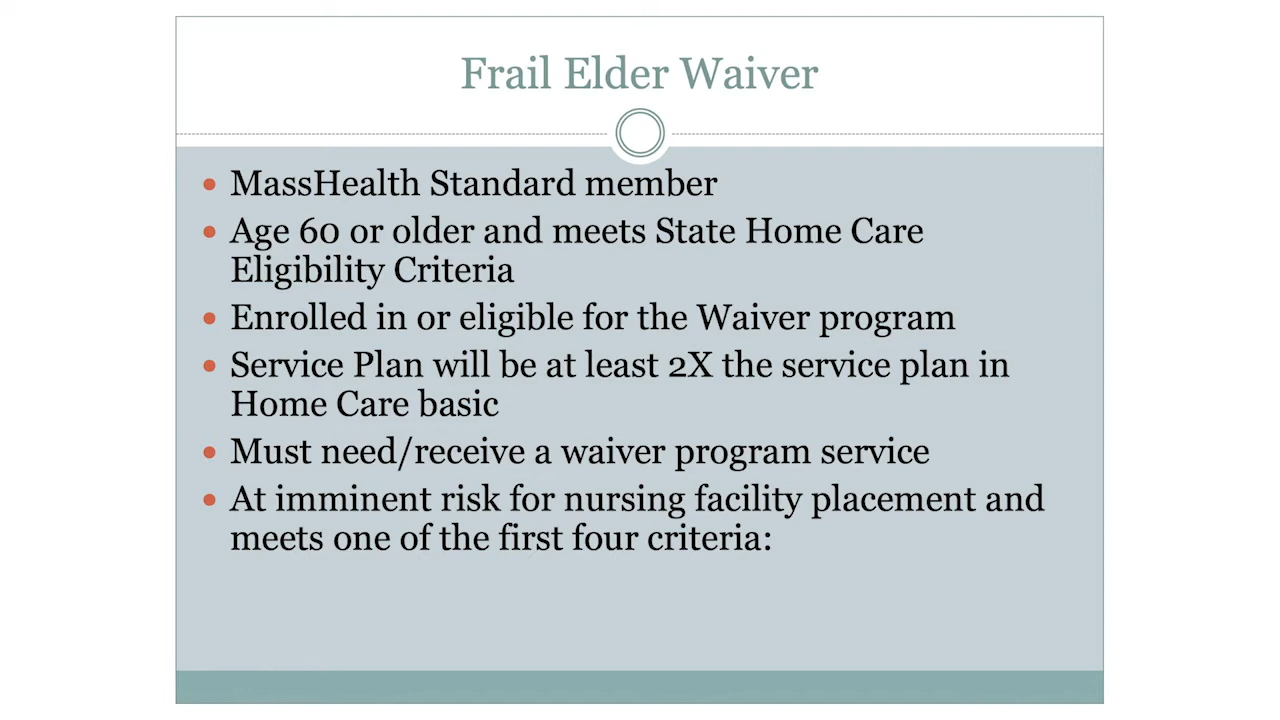 Frail Elder Waiver
• MassHealth Standard member
• Age 60 or older and meets State Home Care
Eligibility Criteria
• Enrolled in or eligible for the Waiver program
• Service Plan will be at least 2X the service plan in
Home Care basic
• Must need/receive a waiver program service
• At imminent risk for nursing facility placement and
meets one of the first four criteria: